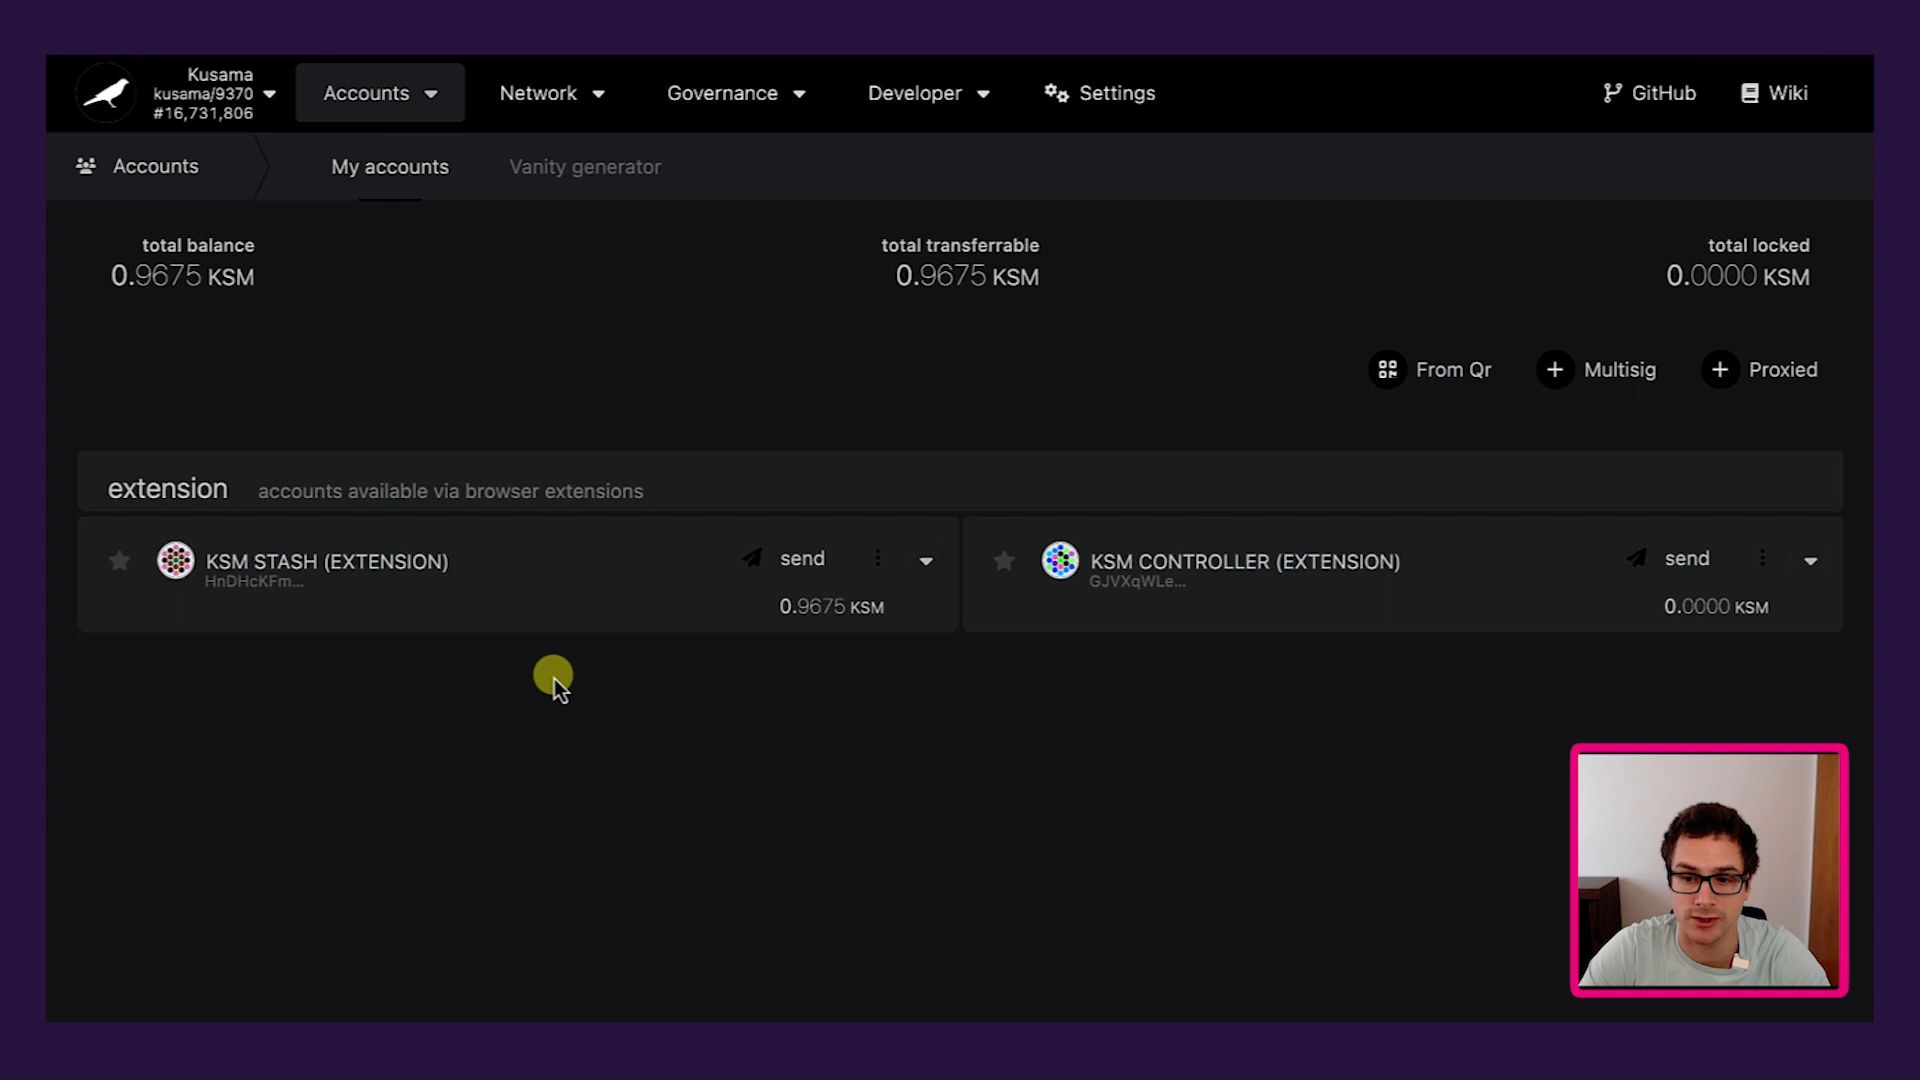 Kusama
kusama/9370
#16,731,806
Accounts
Network
Governance
Developer
Settings
GitHub
Wiki
Accounts
My accounts
Vanity generator
total balance
0.9675 KSM
total transferrable
0.9675 KSM
total locked
0.0000 KSM
From Qr
Multisig
Proxied
extension accounts available via browser extensions
KSM STASH (EXTENSION)
HnDHcKFm...
send
0.9675 KSM
KSM CONTROLLER (EXTENSION)
GJVXqWLe...
send
0.0000 KSM